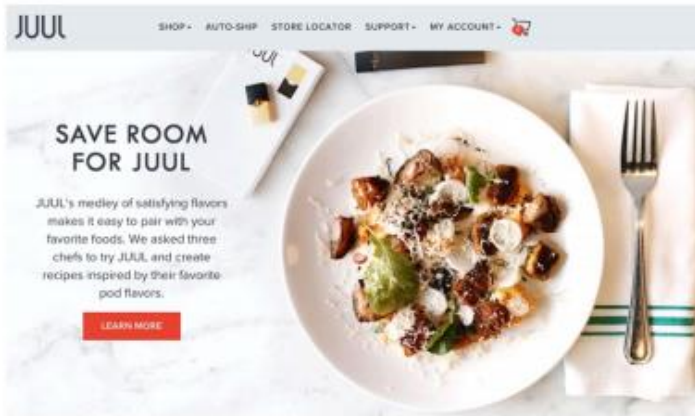 JUUL
SHOP
AUTO-SHIP
STORE LOCATOR
SUPPORT
MY ACCOUNT
JUUL
SAVE ROOM
FOR JUUL
JUUL's medley of satisfying flavors
makes it easy to pair with your
favorite foods. We asked three
chefs to try JUUL and create
recipes inspired by their favorite
pod flavors.
LEARN MORE